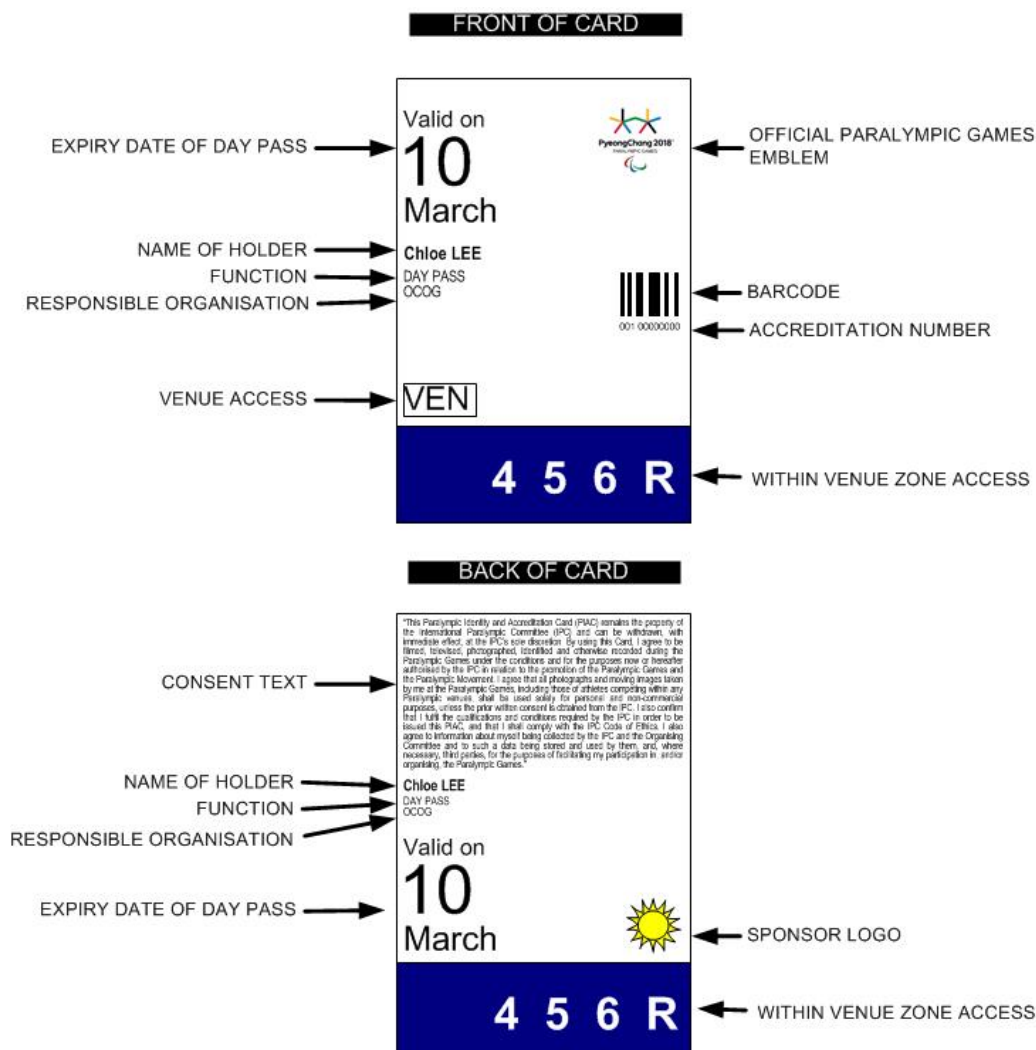 FRONT OF CARD
EXPIRY DATE OF DAY PASS
Valid on
10
March
PyeongChang 2018
PARALYMPIC GAMES
OFFICIAL PARALYMPIC GAMES
EMBLEM
NAME OF HOLDER
Chloe LEE
FUNCTION
DAY PASS
RESPONSIBLE ORGANISATION
OCOG
BARCODE
001 00000000
ACCREDITATION NUMBER
VENUE ACCESS
VEN
4 5 6 R
WITHIN VENUE ZONE ACCESS
BACK OF CARD
CONSENT TEXT
"This Paralympic Identity and Accreditation Card (PIAC) remains the property of
the International Paralympic Committee (IPC) and can be withdrawn, with
immediate effect, at the IPC's sole discretion. By using this Card, I agree to be
filmed, televised, photographed, identified and otherwise recorded during the
Paralympic Games under the conditions and for the purposes now or hereafter
authorised by the IPC in relation to the promotion of the Paralympic Games and
the Paralympic Movement. I agree that all photographs and moving images taken
by me at the Paralympic Games, including those of athletes competing within any
Paralympic venues, shall be used solely for personal and non-commercial
purposes, unless the prior written consent is obtained from the IPC. I also confirm
that I fulfil the qualifications and conditions required by the IPC in order to be
issued this PIAC, and that I shall comply with the IPC Code of Ethics. I also
agree to information about myself being collected by the IPC and the Organising
Committee and to such a data being stored and used by them, and, where
necessary, third parties, for the purposes of facilitating my participation in, and/or
organising, the Paralympic Games."
NAME OF HOLDER
Chloe LEE
FUNCTION
DAY PASS
RESPONSIBLE ORGANISATION
OCOG
EXPIRY DATE OF DAY PASS
Valid on
10
March
SPONSOR LOGO
4 5 6 R
WITHIN VENUE ZONE ACCESS